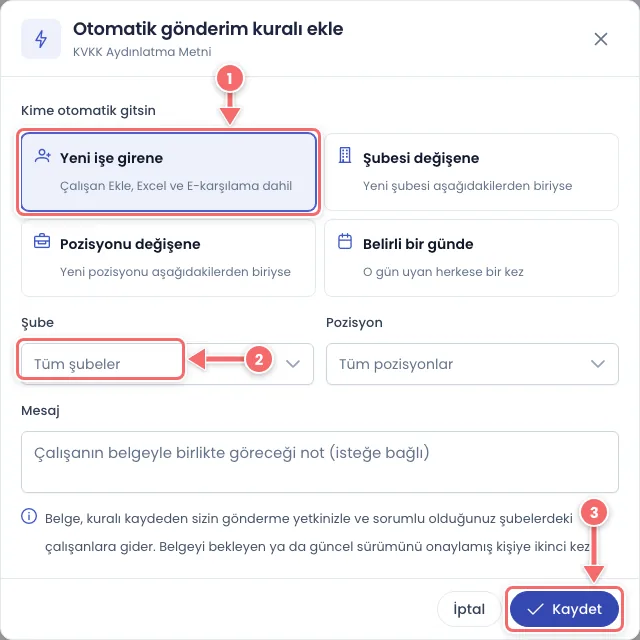 Otomatik gönderim kuralı ekle
KVKK Aydınlatma Metni
1
Kime otomatik gitsin
Yeni işe girene
Çalışan Ekle, Excel ve E-karşılama dahil
Şubesi değişene
Yeni şubesi aşağıdakilerden biriyse
Pozisyonu değişene
Yeni pozisyonu aşağıdakilerden biriyse
Belirli bir günde
O gün uyan herkese bir kez
Şube
Pozisyon
Tüm şubeler
2
Tüm pozisyonlar
Mesaj
Çalışanın belgeyle birlikte göreceği not (isteğe bağlı)
Belge, kuralı kaydeden sizin gönderme yetkinizle ve sorumlu olduğunuz şubelerdeki
3
çalışanlara gider. Belgeyi bekleyen ya da güncel sürümünü onaylamış kişiye ikinci kez
İptal
Kaydet